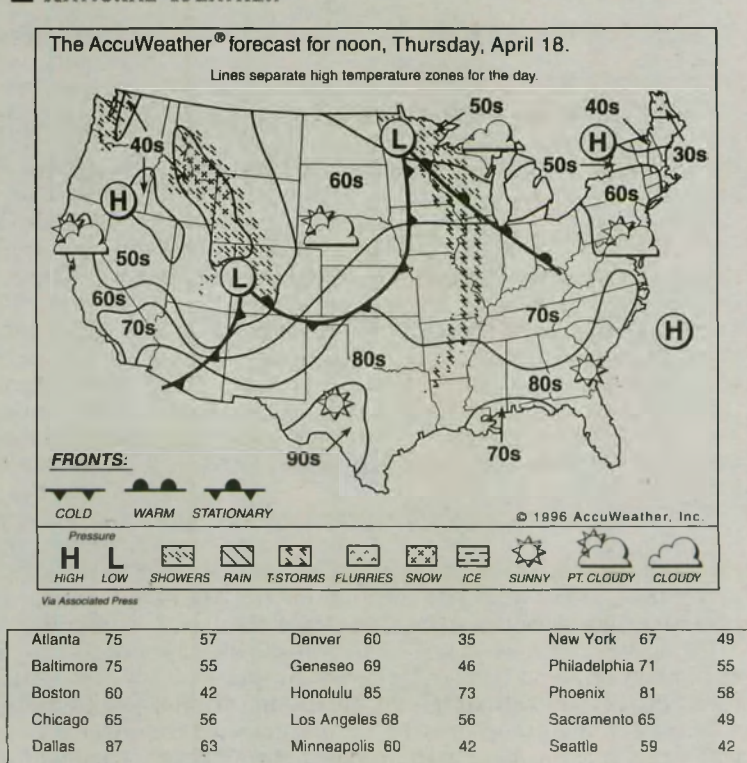 NATIONAL WEATHER
The AccuWeather® forecast for noon, Thursday, April 18.
Lines separate high temperature zones for the day.
50s
40s
L
40s
H
50s
30s
60s
60s
H
50s
L
60s
70s
70s
H
80s
80s
90s
70s
FRONTS:
COLD WARM STATIONARY
© 1996 AccuWeather, Inc.
Pressure
H L
HIGH LOW SHOWERS RAIN T-STORMS FLURRIES SNOW ICE SUNNY PT. CLOUDY CLOUDY
Via Associated Press
Atlanta 75 57 Denver 60 35 New York 67 49
Baltimore 75 55 Geneseo 69 46 Philadelphia 71 55
Boston 60 42 Honolulu 85 73 Phoenix 81 58
Chicago 65 56 Los Angeles 68 56 Sacramento 65 49
Dallas 87 63 Minneapolis 60 42 Seattle 59 42